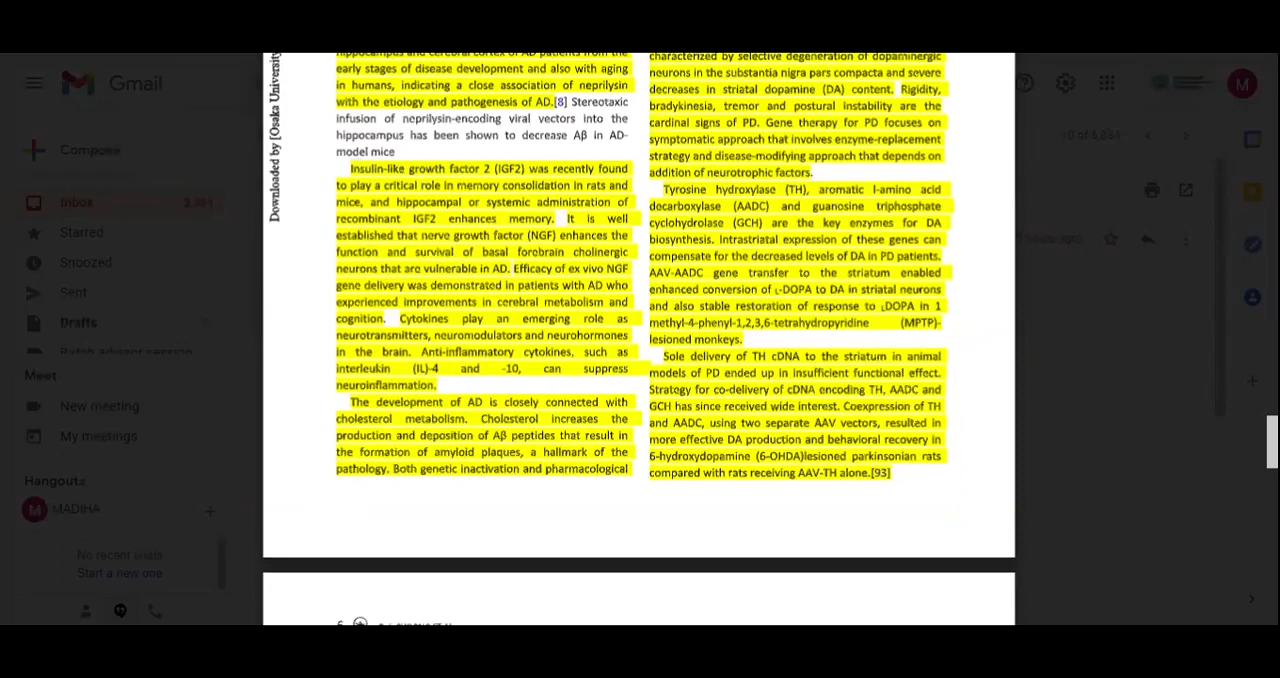 Gmail
Compose
Inbox
Starred
Snoozed
Sent
Drafts
Meet
New meeting
My meetings
Hangouts
MADIHA
No recent
Start a new one
M
M
Downloaded by [Osaka University
hippocampus and cerebral cortex of AD patients from the
early stages of disease development and also with aging
in humans, indicating a close association of neprilysin
with the etiology and pathogenesis of AD.[8] Stereotaxic
infusion of neprilysin-encoding viral vectors into the
hippocampus has been shown to decrease Aβ in AD-
model mice
Insulin-like growth factor 2 (IGF2) was recently found
to play a critical role in memory consolidation in rats and
mice, and hippocampal or systemic administration of
recombinant IGF2 enhances memory. It is well
established that nerve growth factor (NGF) enhances the
function and survival of basal forebrain cholinergic
neurons that are vulnerable in AD. Efficacy of ex vivo NGF
gene delivery was demonstrated in patients with AD who
experienced improvements in cerebral metabolism and
cognition. Cytokines play an emerging role as
neurotransmitters, neuromodulators and neurohormones
in the brain. Anti-inflammatory cytokines, such as
interleukin (IL)-4 and -10, can suppress
neuroinflammation.
The development of AD is closely connected with
cholesterol metabolism. Cholesterol increases the
production and deposition of Aβ peptides that result in
the formation of amyloid plaques, a hallmark of the
pathology. Both genetic inactivation and pharmacological
characterized by selective degeneration of dopaminergic
neurons in the substantia nigra pars compacta and severe
decreases in striatal dopamine (DA) content. Rigidity,
bradykinesia, tremor and postural instability are the
cardinal signs of PD. Gene therapy for PD focuses on
symptomatic approach that involves enzyme-replacement
strategy and disease-modifying approach that depends on
addition of neurotrophic factors.
Tyrosine hydroxylase (TH), aromatic l-amino acid
decarboxylase (AADC) and guanosine triphosphate
cyclohydrolase (GCH) are the key enzymes for DA
biosynthesis. Intrastriatal expression of these genes can
compensate for the decreased levels of DA in PD patients.
AAV-AADC gene transfer to the striatum enabled
enhanced conversion of L-DOPA to DA in striatal neurons
and also stable restoration of response to LDOPA in 1
methyl-4-phenyl-1,2,3,6-tetrahydropyridine (MPTP)-
lesioned monkeys.
Sole delivery of TH cDNA to the striatum in animal
models of PD ended up in insufficient functional effect.
Strategy for co-delivery of cDNA encoding TH, AADC and
GCH has since received wide interest. Coexpression of TH
and AADC, using two separate AAV vectors, resulted in
more effective DA production and behavioral recovery in
6-hydroxydopamine (6-OHDA)lesioned parkinsonian rats
compared with rats receiving AAV-TH alone.[93]